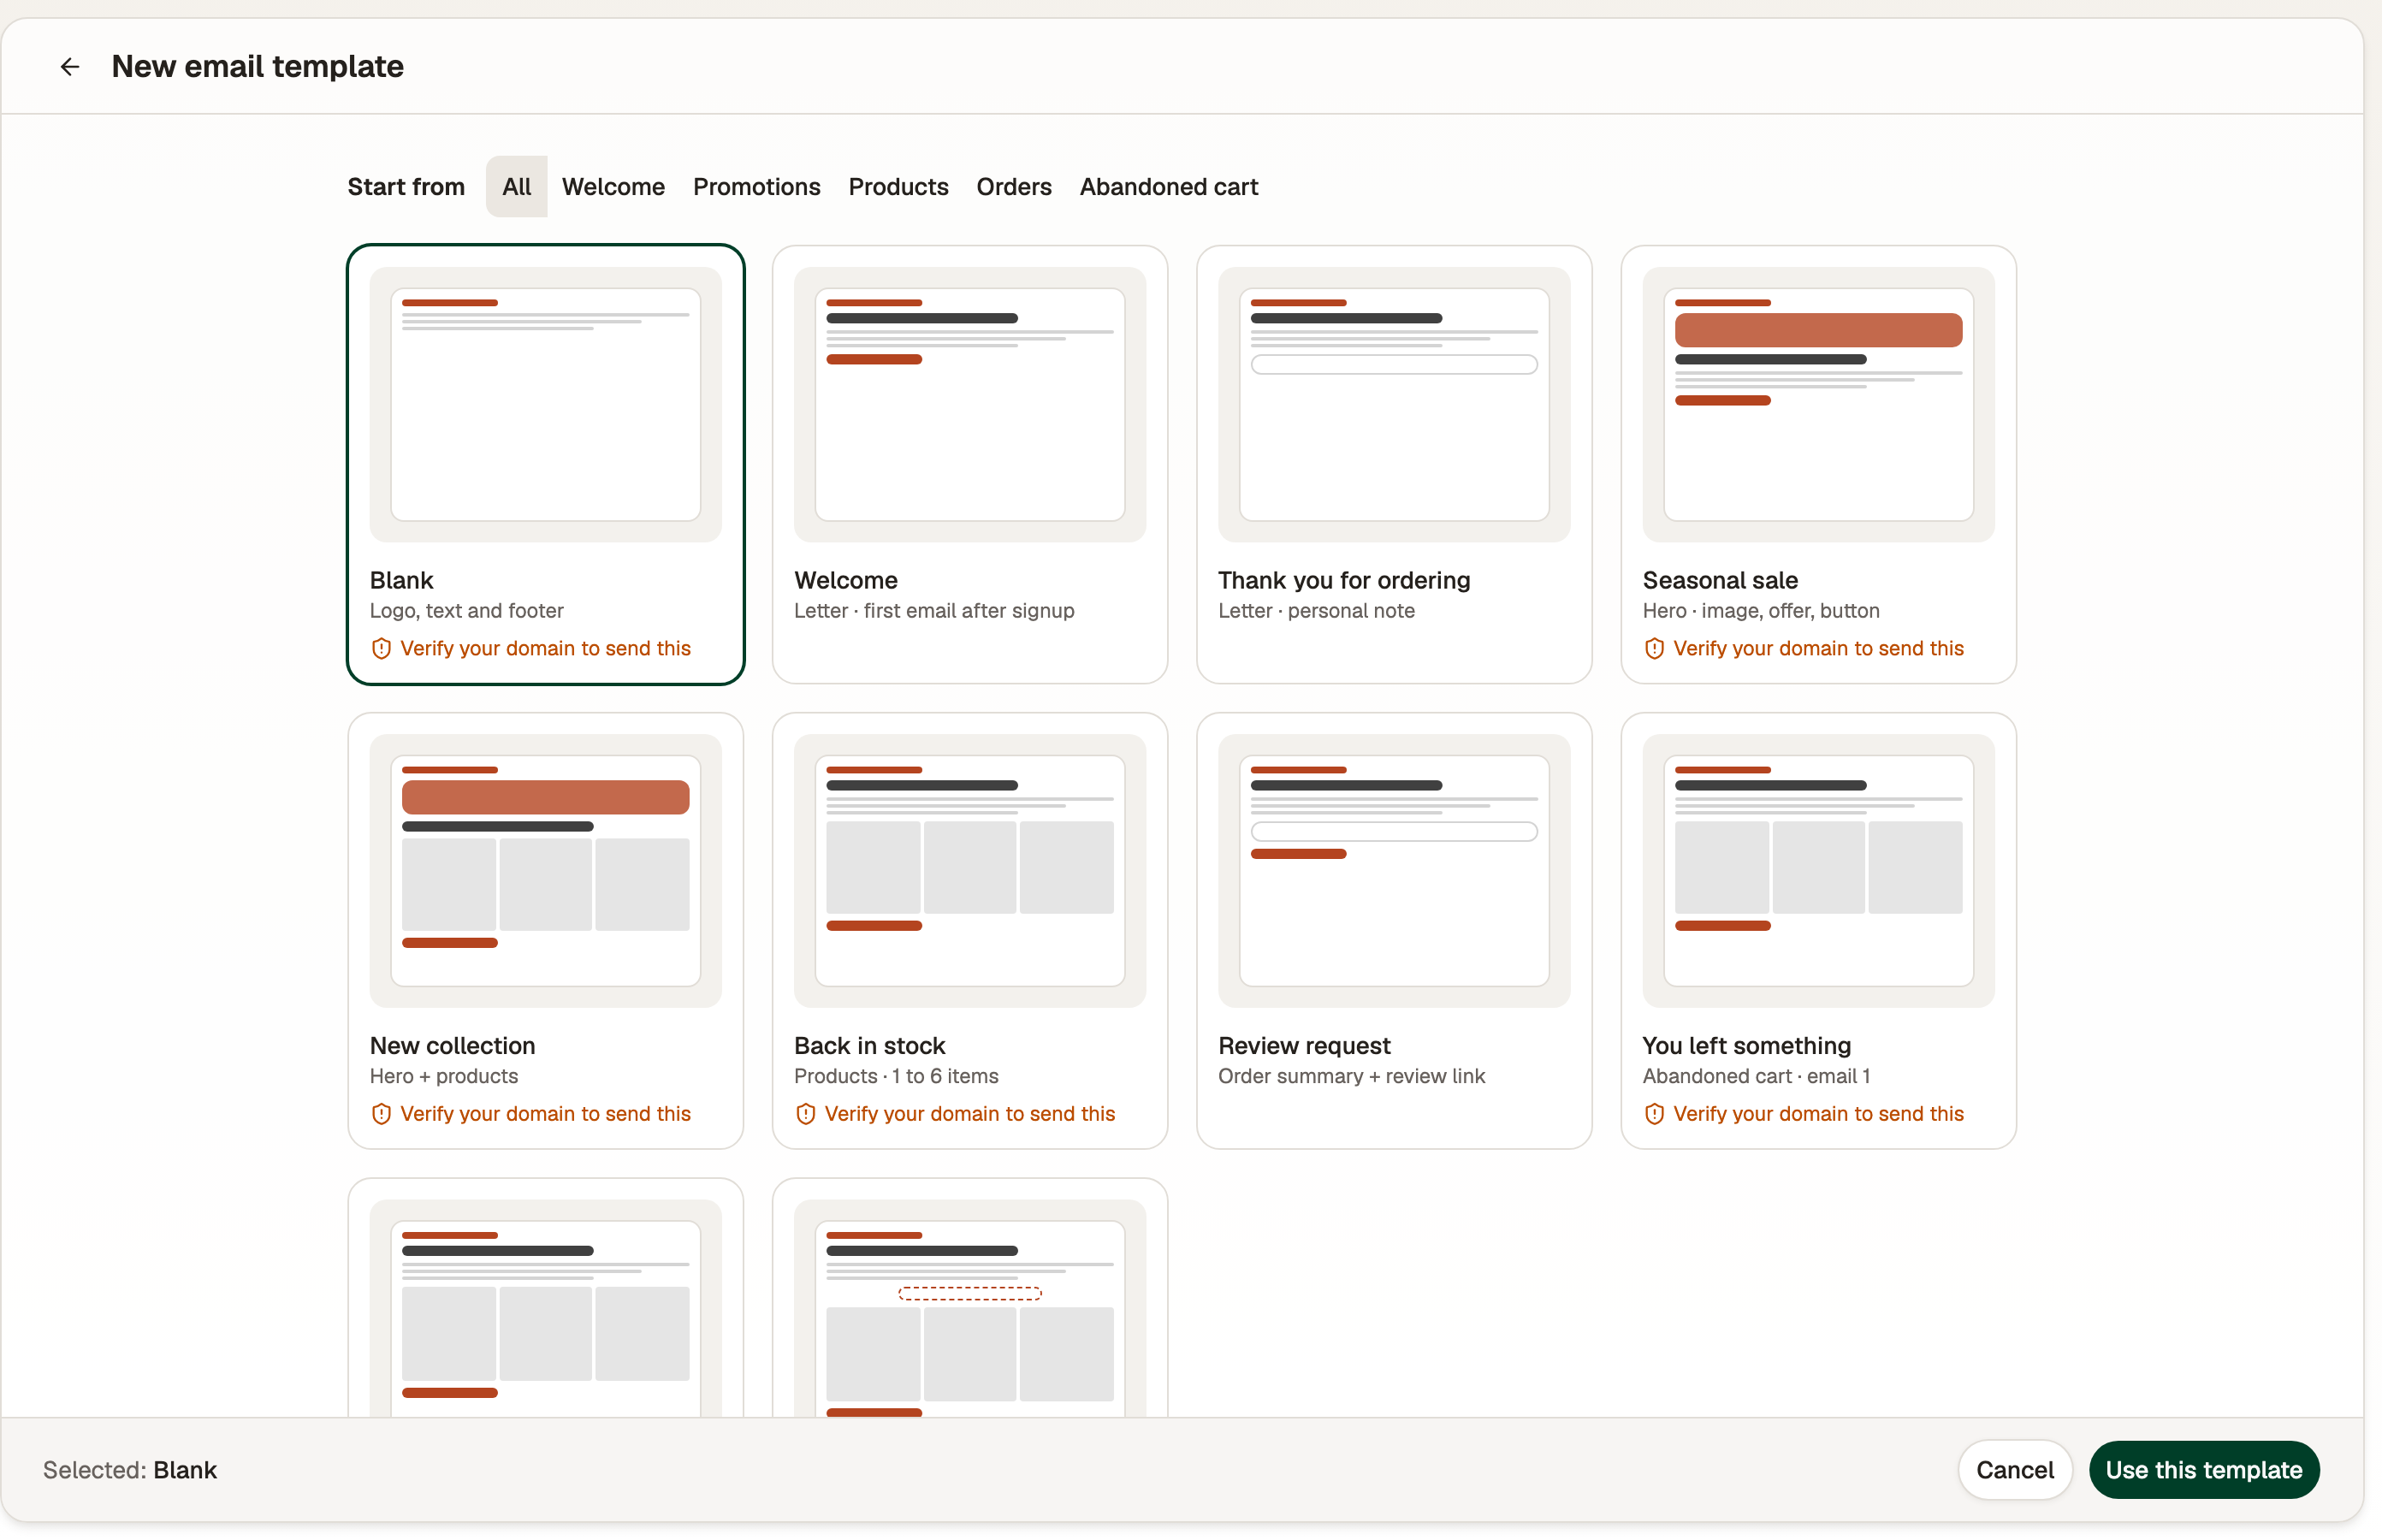 New email template
Start from All Welcome Promotions Products Orders Abandoned cart
Blank
Logo, text and footer
Verify your domain to send this
Welcome
Letter · first email after signup
Thank you for ordering
Letter · personal note
Seasonal sale
Hero · image, offer, button
Verify your domain to send this
New collection
Hero + products
Verify your domain to send this
Back in stock
Products · 1 to 6 items
Verify your domain to send this
Review request
Order summary + review link
You left something
Abandoned cart · email 1
Verify your domain to send this
Selected: Blank
Cancel
Use this template